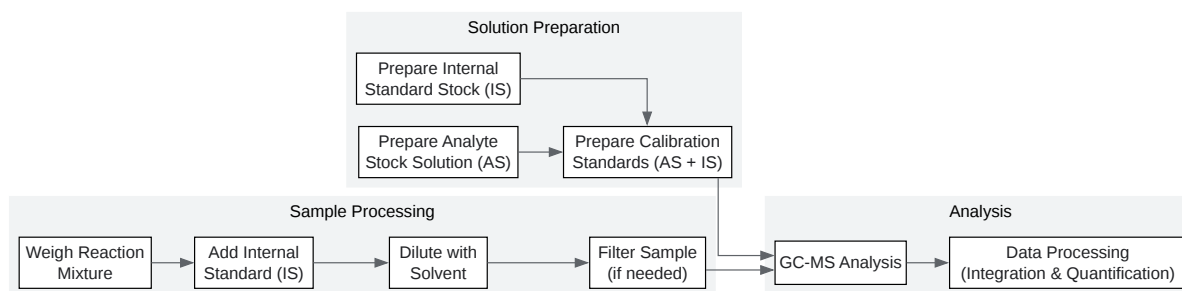 Solution Preparation
Prepare Internal
Standard Stock (IS)
Prepare Analyte
Stock Solution (AS)
Prepare Calibration
Standards (AS + IS)
Sample Processing
Weigh Reaction
Mixture
Add Internal
Standard (IS)
Dilute with
Solvent
Filter Sample
(if needed)
Analysis
GC-MS Analysis
Data Processing
(Integration & Quantification)